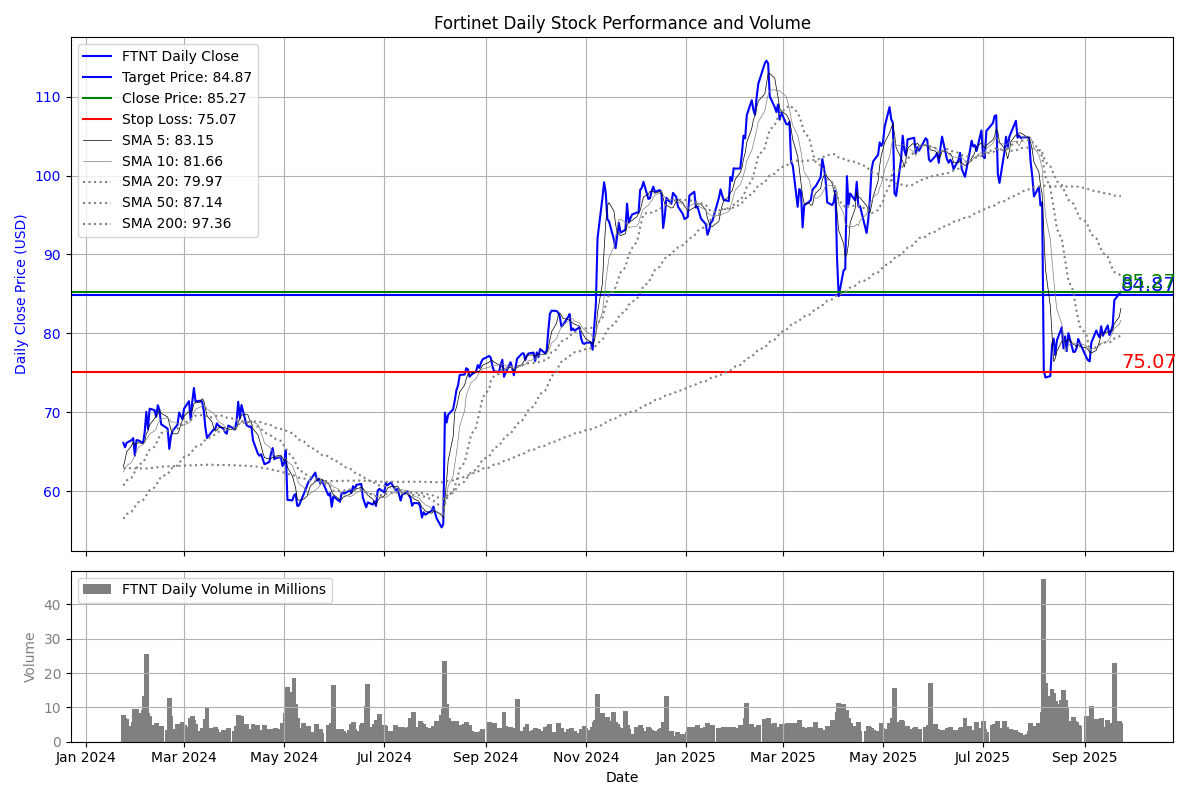 Fortinet Daily Stock Performance and Volume
FTNT Daily Close
Target Price: 84.87
Close Price: 85.27
Stop Loss: 75.07
SMA 5: 83.15
SMA 10: 81.66
SMA 20: 79.97
SMA 50: 87.14
SMA 200: 97.36
Daily Close Price (USD)
110
100
90
80
70
60
85.27
84.87
75.07
FTNT Daily Volume in Millions
Volume
40
30
20
10
0
Jan 2024 Mar 2024 May 2024 Jul 2024 Sep 2024 Nov 2024 Jan 2025 Mar 2025 May 2025 Jul 2025 Sep 2025
Date